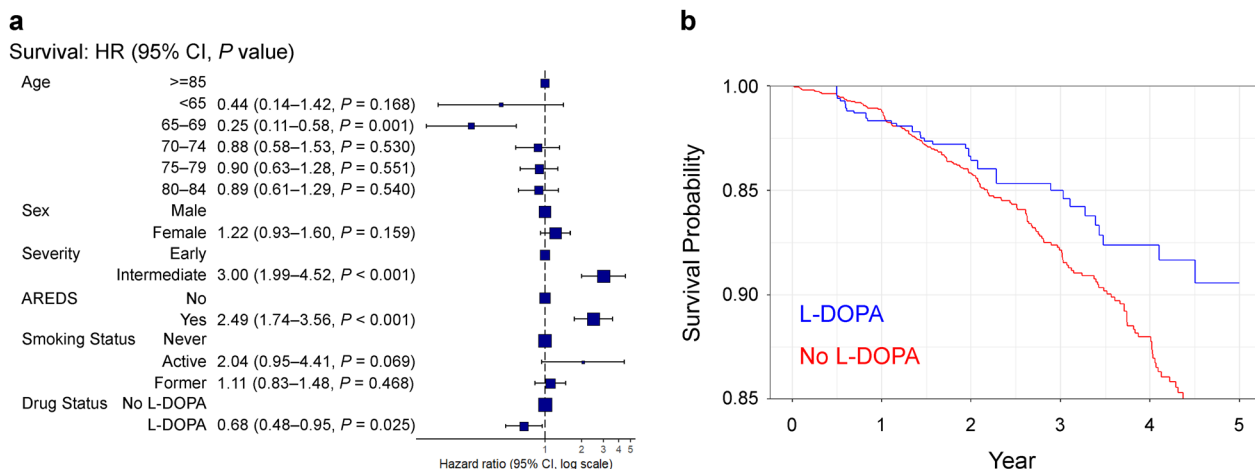 a
Survival: HR (95% CI, P value)
Age >=85
<65 0.44 (0.14–1.42, P = 0.168)
65–69 0.25 (0.11–0.58, P = 0.001)
70–74 0.88 (0.58–1.53, P = 0.530)
75–79 0.90 (0.63–1.28, P = 0.551)
80–84 0.89 (0.61–1.29, P = 0.540)
Sex Male
Female 1.22 (0.93–1.60, P = 0.159)
Severity Early
Intermediate 3.00 (1.99–4.52, P < 0.001)
AREDS No
Yes 2.49 (1.74–3.56, P < 0.001)
Smoking Status Never
Active 2.04 (0.95–4.41, P = 0.069)
Former 1.11 (0.83–1.48, P = 0.468)
Drug Status No L-DOPA
L-DOPA 0.68 (0.48–0.95, P = 0.025)
1 2 3 4 5
Hazard ratio (95% CI, log scale)
b
Survival Probability
1.00
0.85
0.90
0.85
L-DOPA
No L-DOPA
0 1 2 3 4 5
Year